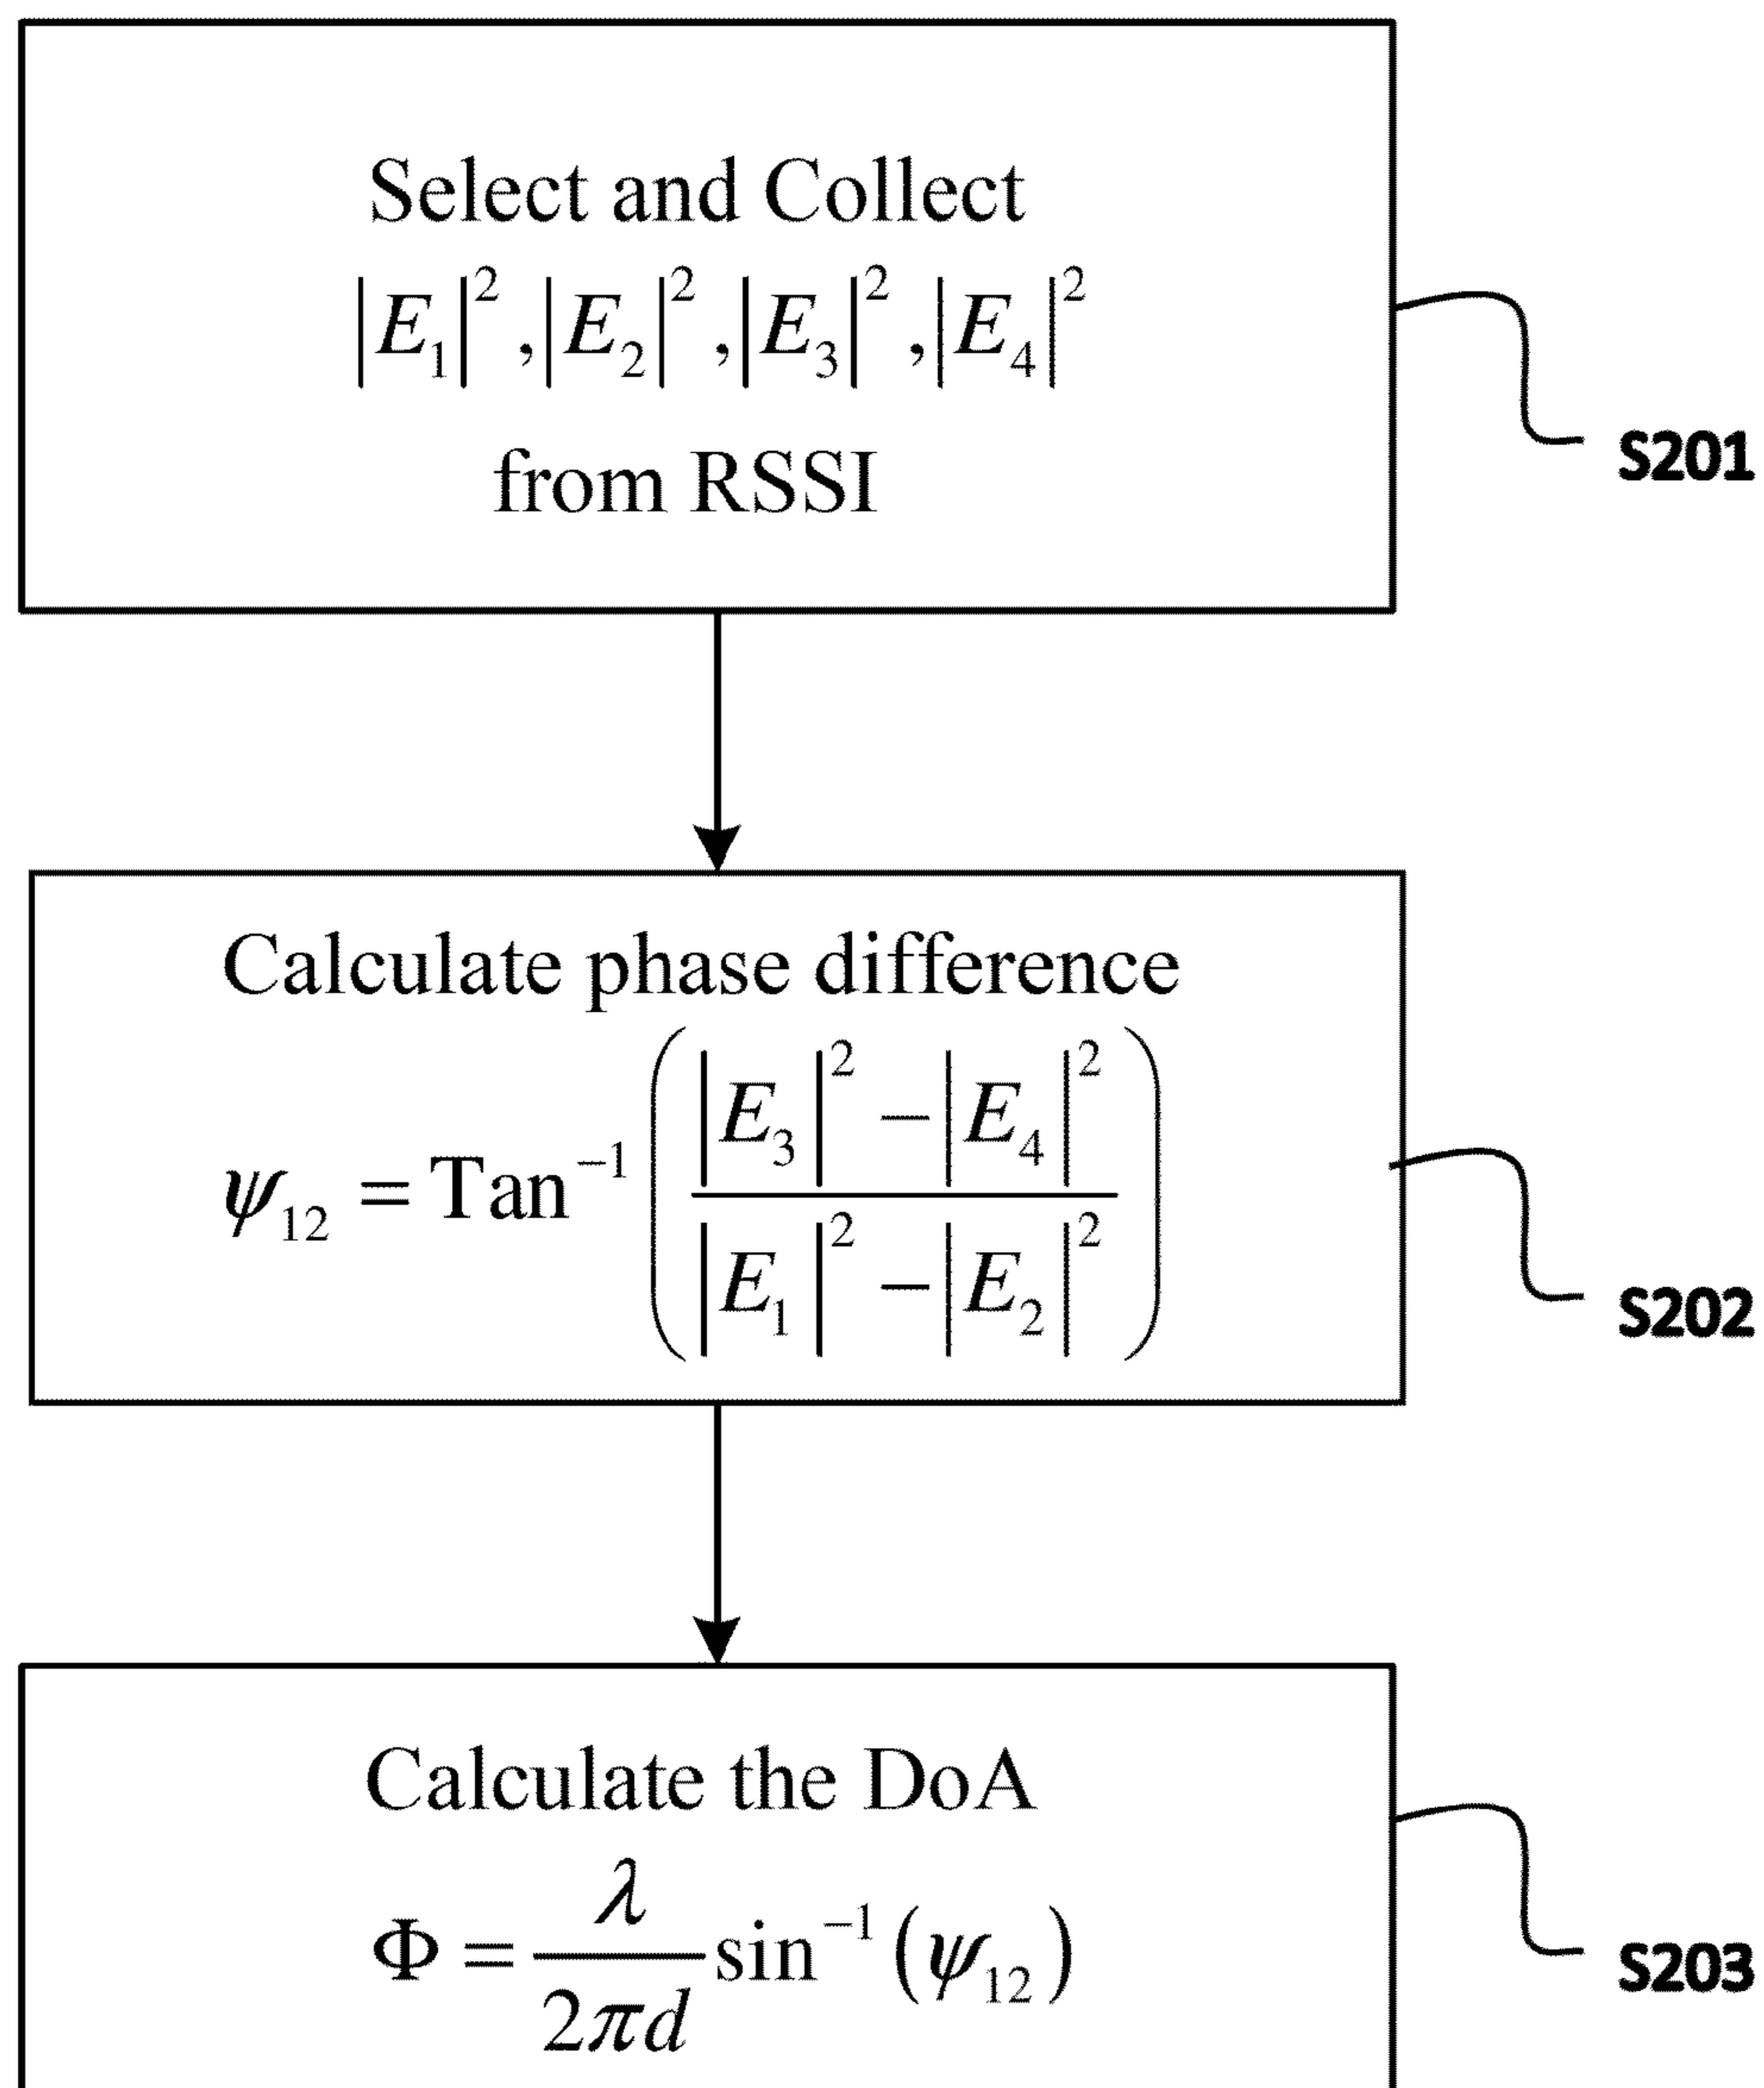 Select and Collect
|E₁|², |E₂|², |E₃|², |E₄|²
from RSSI
S201
Calculate phase difference
ψ₁₂ = Tan⁻¹ ( (|E₃|² − |E₄|²) / (|E₁|² − |E₂|²) )
S202
Calculate the DoA
Φ = λ / 2πd sin⁻¹ (ψ₁₂)
S203